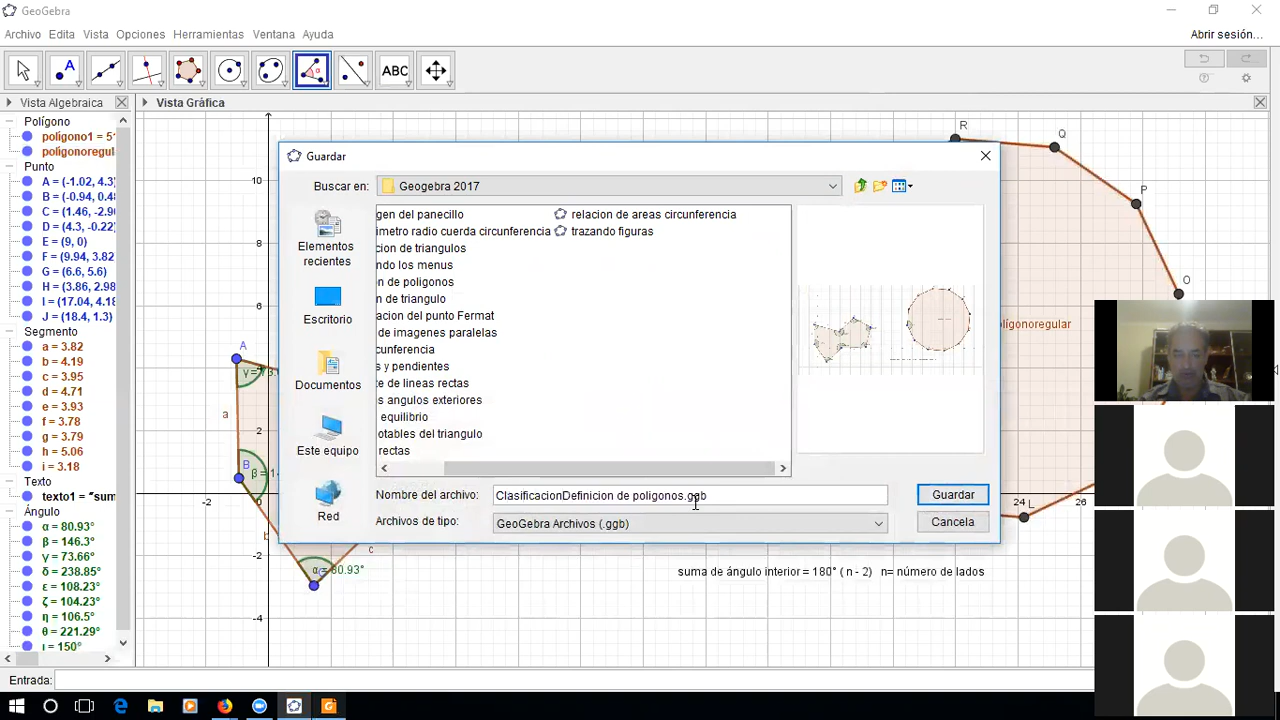 GeoGebra
Archivo Edita Vista Opciones Herramientas Ventana Ayuda
Abrir sesión...
ABC
Vista Algebraica
Vista Gráfica
Polígono
poligono1 = 5
poligonoregular
Punto
A = (-1.02, 4.3
B = (-0.94, 0.48
C = (1.46, -2.96
D = (4.3, -0.22
E = (9, 0)
F = (9.94, 3.86
G = (6.6, 5.6)
H = (3.86, 2.98
I = (17.04, 4.18
J = (18.4, 1.3)
Segmento
a = 3.82
b = 4.19
c = 3.95
d = 4.71
e = 3.93
f = 3.78
g = 3.79
h = 5.06
i = 3.18
Texto
texto1 = "sum
Ángulo
α = 80.93°
β = 146.3°
γ = 73.66°
δ = 238.85°
ε = 108.23°
ζ = 104.23°
η = 106.5°
θ = 221.29°
ι = 150°
10
8
6
4
2
0
-2
-2
-4
24
26
A
B
a
b
c
R
Q
P
O
L
α = 80.93°
polígonoregular
suma de ángulo interior = 180° ( n - 2) n= número de lados
Guardar
Buscar en:
Geogebra 2017
Elementos recientes
Escritorio
Documentos
Este equipo
Red
gen del panecillo
imetro radio cuerda circunferencia
cion de triangulos
ndo los menus
n de poligonos
n de triangulo
acion del punto Fermat
de imagenes paralelas
cunferencia
s y pendientes
e de lineas rectas
s angulos exteriores
equilibrio
otables del triangulo
rectas
relacion de areas circunferencia
trazando figuras
Nombre del archivo:
ClasificacionDefinicion de poligonos.ggb
Guardar
Archivos de tipo:
GeoGebra Archivos (.ggb)
Cancela
Entrada: